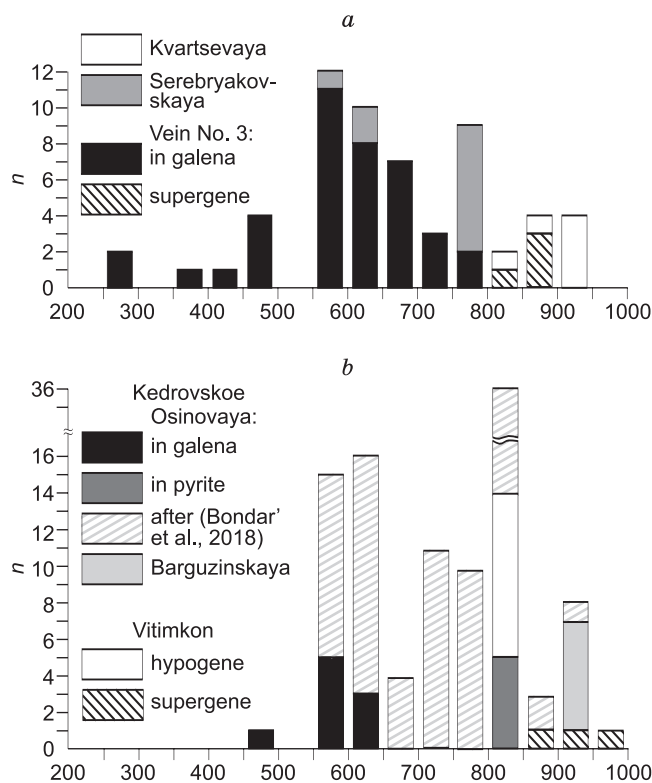 a
Kvartsevaya
Serebryakov-
skaya
Vein No. 3:
in galena
supergene
n
12
10
8
6
4
2
0
200 300 400 500 600 700 800 900 1000
b
Kedrovskoe
Osinovaya:
in galena
in pyrite
after (Bondar’
et al., 2018)
Barguzinskaya
Vitimkon
hypogene
supergene
n
36
≈
16
14
12
10
8
6
4
2
0
200 300 400 500 600 700 800 900 1000